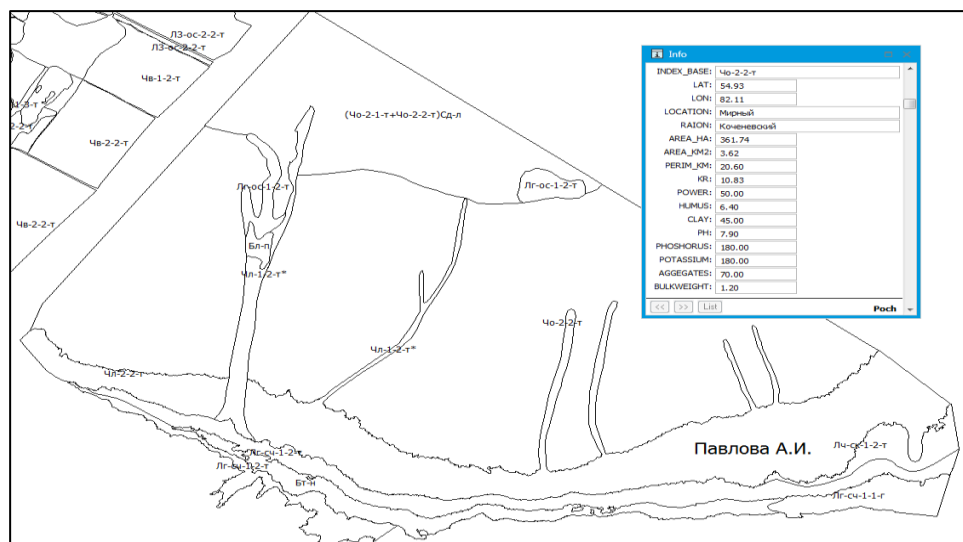 ЛЗ-ос-2-2-т
ЛЗ-ос-2-2-т
Чв-1-2-т
Чв-2-2-т
Чв-2-2-т
(Чо-2-1-т+Чо-2-2-т)Сд-л
Лг-ос-1-2-т
Лг-ос-1-2-т
Бл-п
Чл-1-2-т*
Чо-2-2-т
Чл-1-2-т*
Чл-2-2-т
Павлова А.И.
Лч-ск-1-2-т
Лг-сч-1-2-т
Лг-сч-1-2-т
Бт-н
Лг-сч-1-1-г
Info
INDEX_BASE: Чо-2-2-т
LAT: 54.93
LON: 82.11
LOCATION: Мирный
RAION: Коченевский
AREA_HA: 361.74
AREA_KM2: 3.62
PERIM_KM: 20.60
KR: 10.83
POWER: 50.00
HUMUS: 6.40
CLAY: 45.00
PH: 7.90
PHOSHORUS: 180.00
POTASSIUM: 180.00
AGGEGATES: 70.00
BULKWEIGHT: 1.20
<< >> List Poch